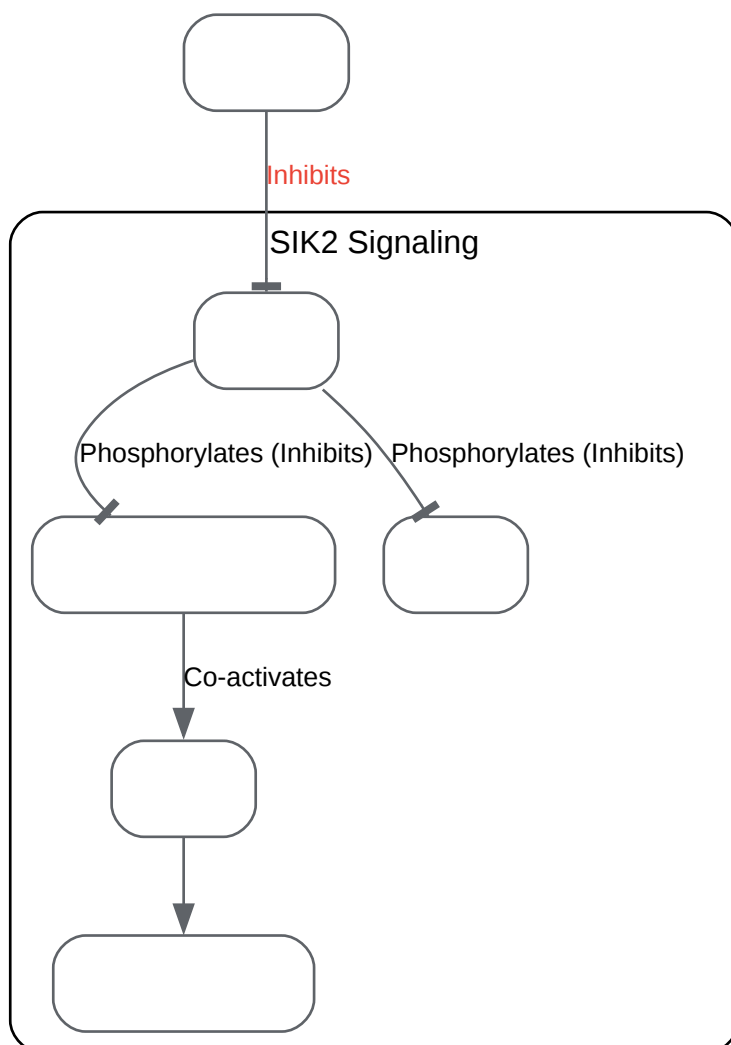 Inhibits
SIK2 Signaling
Phosphorylates (Inhibits)
Phosphorylates (Inhibits)
Co-activates